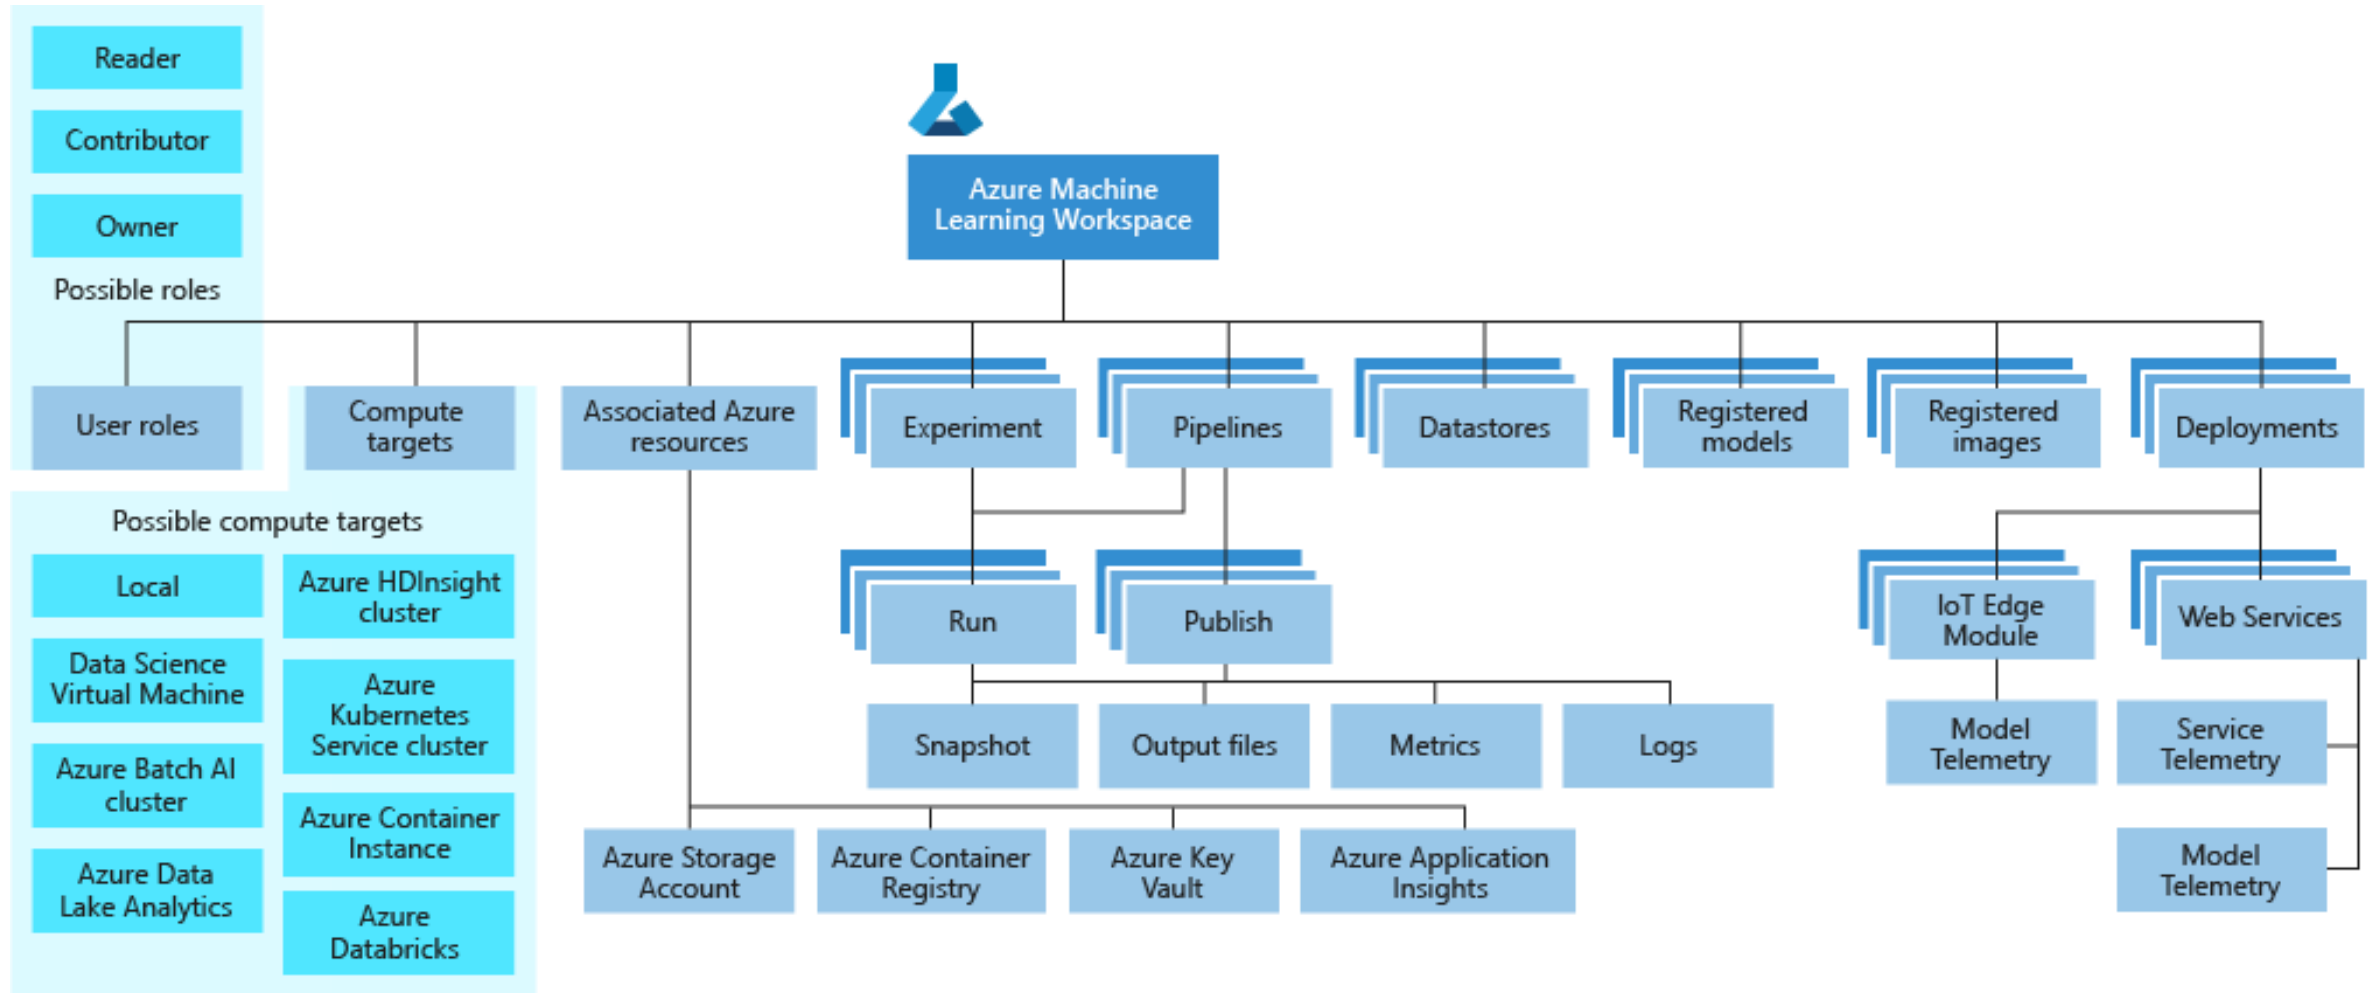 Reader
Contributor
Owner
Possible roles
Azure Machine
Learning Workspace
User roles
Compute
targets
Associated Azure
resources
Experiment
Pipelines
Datastores
Registered
models
Registered
images
Deployments
Possible compute targets
Local
Azure HDInsight
cluster
Data Science
Virtual Machine
Azure
Kubernetes
Service cluster
Azure Batch AI
cluster
Azure Container
Instance
Azure Data
Lake Analytics
Azure
Databricks
Run
Publish
IoT Edge
Module
Web Services
Snapshot
Output files
Metrics
Logs
Model
Telemetry
Service
Telemetry
Azure Storage
Account
Azure Container
Registry
Azure Key
Vault
Azure Application
Insights
Model
Telemetry